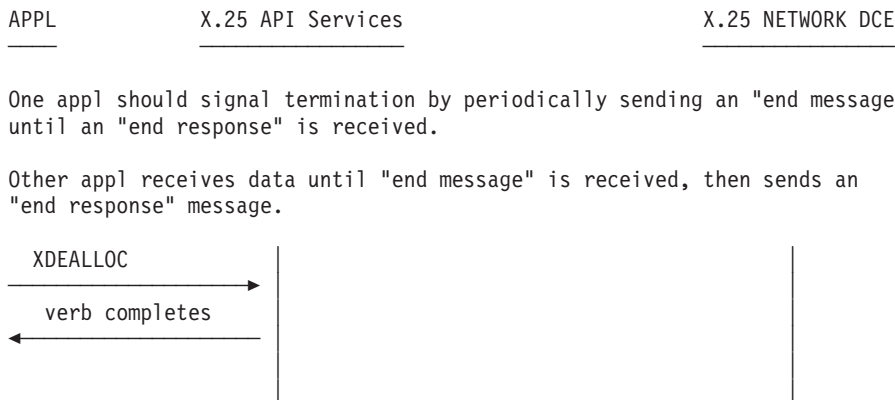 APPL X.25 API Services X.25 NETWORK DCE
One appl should signal termination by periodically sending an "end message
until an "end response" is received.
Other appl receives data until "end message" is received, then sends an
"end response" message.
XDEALLOC
verb completes